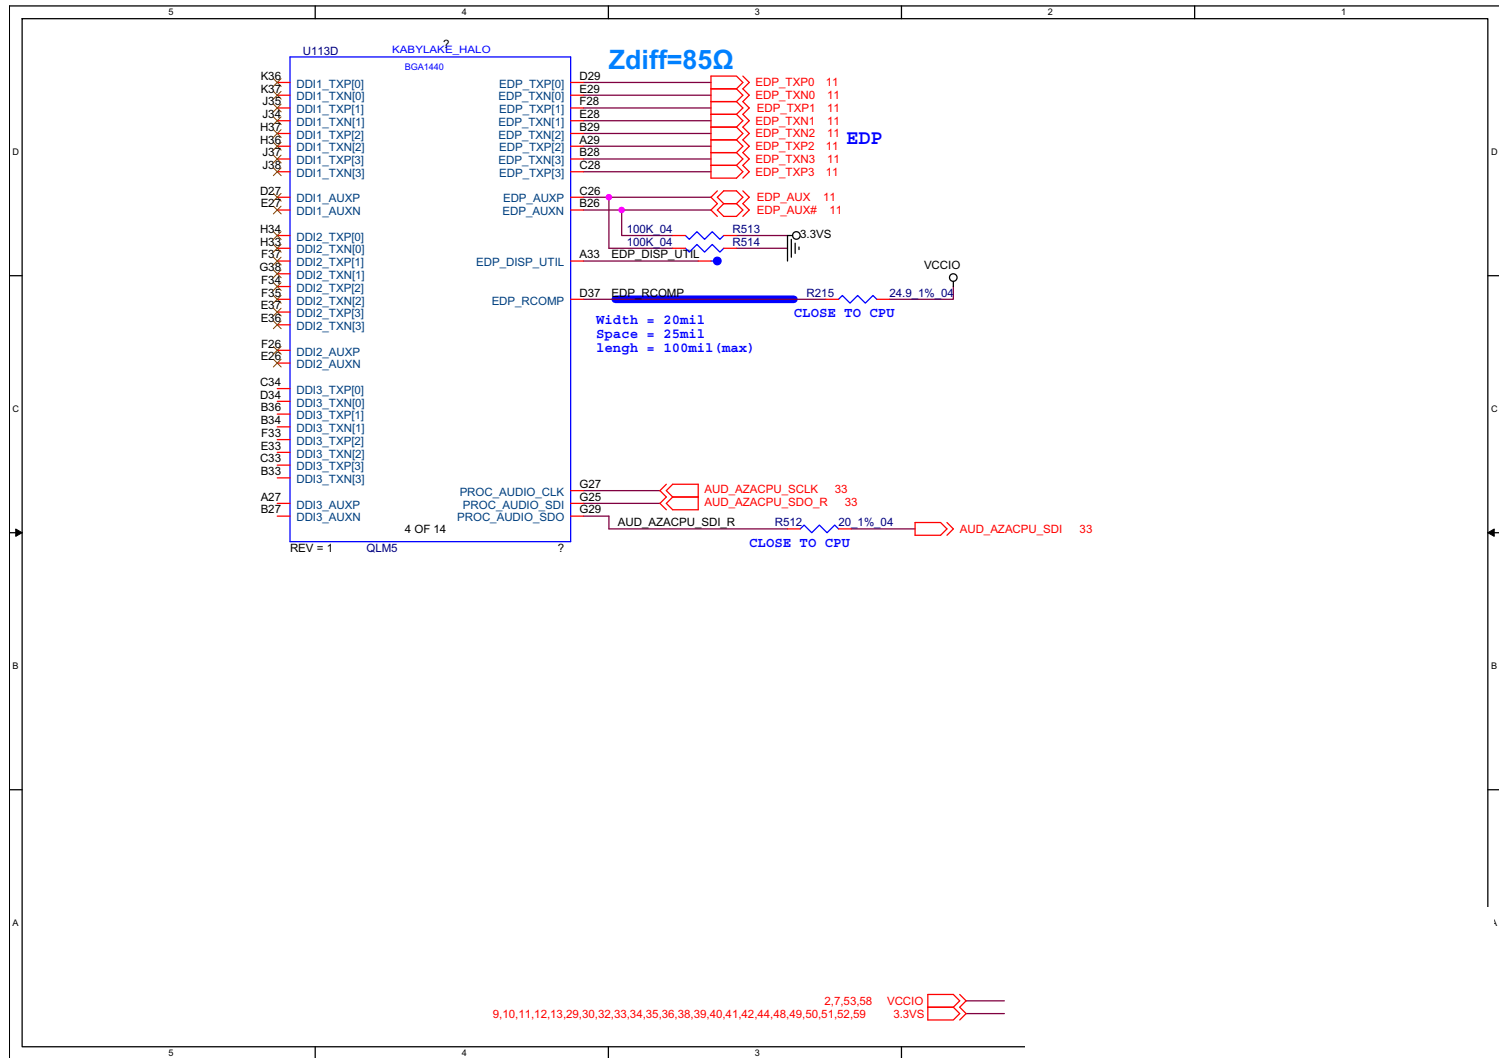 5 4 3 2 1
U113D
KABYLAKE_HALO
?
BGA1440
Zdiff=85Ω
K36 DDI1_TXP[0] EDP_TXP[0] D29 EDP_TXP0 11
K37 DDI1_TXN[0] EDP_TXN[0] E29 EDP_TXN0 11
J35 DDI1_TXP[1] EDP_TXP[1] F28 EDP_TXP1 11
J34 DDI1_TXN[1] EDP_TXN[1] E28 EDP_TXN1 11
H37 DDI1_TXP[2] EDP_TXN[2] B29 EDP_TXN2 11
EDP
H36 DDI1_TXN[2] EDP_TXP[2] A29 EDP_TXP2 11
J37 DDI1_TXP[3] EDP_TXN[3] B28 EDP_TXN3 11
J38 DDI1_TXN[3] EDP_TXP[3] C28 EDP_TXP3 11
D D
D27 DDI1_AUXP EDP_AUXP C26 EDP_AUX 11
E27 DDI1_AUXN EDP_AUXN B26 EDP_AUX# 11
H34 DDI2_TXP[0] 100K_04 R513 3.3VS
H33 DDI2_TXN[0] 100K_04 R514
F37 DDI2_TXP[1] EDP_DISP_UTIL A33 EDP_DISP_UTIL
G38 DDI2_TXN[1] VCCIO
F34 DDI2_TXP[2]
F35 DDI2_TXN[2] EDP_RCOMP D37 EDP_RCOMP R215 24.9_1%_04
E37 DDI2_TXP[3] CLOSE TO CPU
E36 DDI2_TXN[3]
Width = 20mil
Space = 25mil
lengh = 100mil(max)
F26 DDI2_AUXP
E26 DDI2_AUXN
C34 DDI3_TXP[0]
D34 DDI3_TXN[0]
B36 DDI3_TXP[1]
B34 DDI3_TXN[1]
F33 DDI3_TXP[2]
E33 DDI3_TXN[2]
C33 DDI3_TXP[3]
B33 DDI3_TXN[3]
C C
PROC_AUDIO_CLK G27 AUD_AZACPU_SCLK 33
A27 DDI3_AUXP PROC_AUDIO_SDI G25 AUD_AZACPU_SDO_R 33
B27 DDI3_AUXN PROC_AUDIO_SDO G29
4 OF 14 AUD_AZACPU_SDI_R R512 20_1%_04 AUD_AZACPU_SDI 33
CLOSE TO CPU
REV = 1 QLM5 ?
B B
A
2,7,53,58 VCCIO
9,10,11,12,13,29,30,32,33,34,35,36,38,39,40,41,42,44,48,49,50,51,52,59 3.3VS
5 4 3